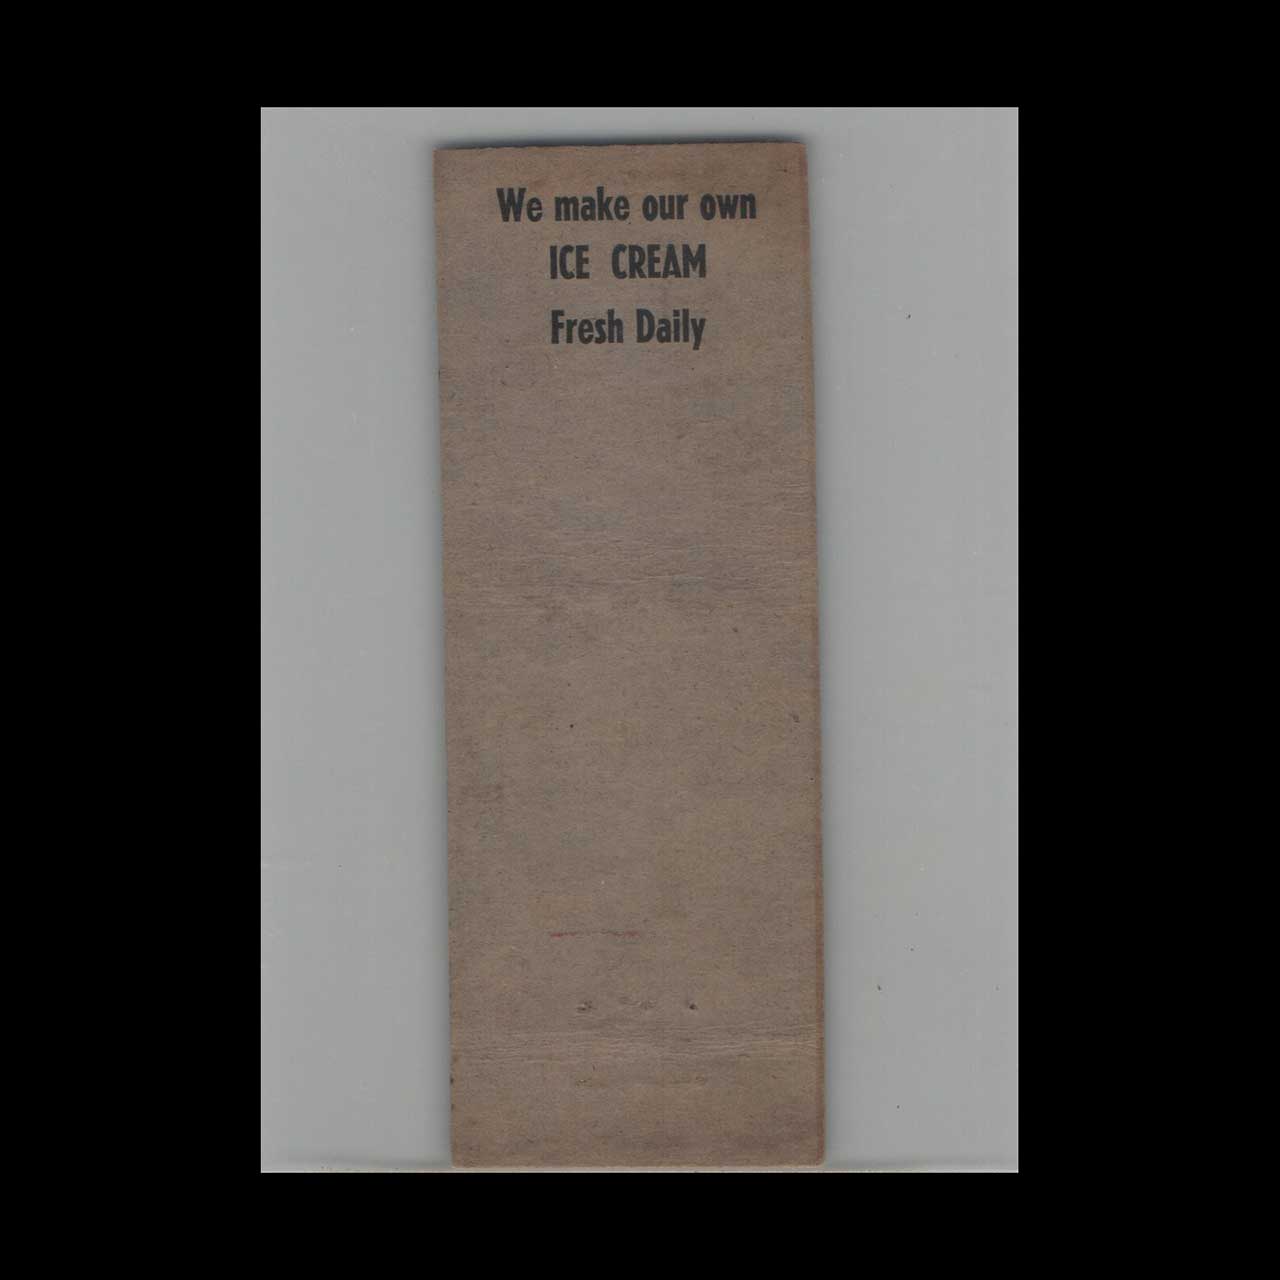 We make our own
ICE CREAM
Fresh Daily